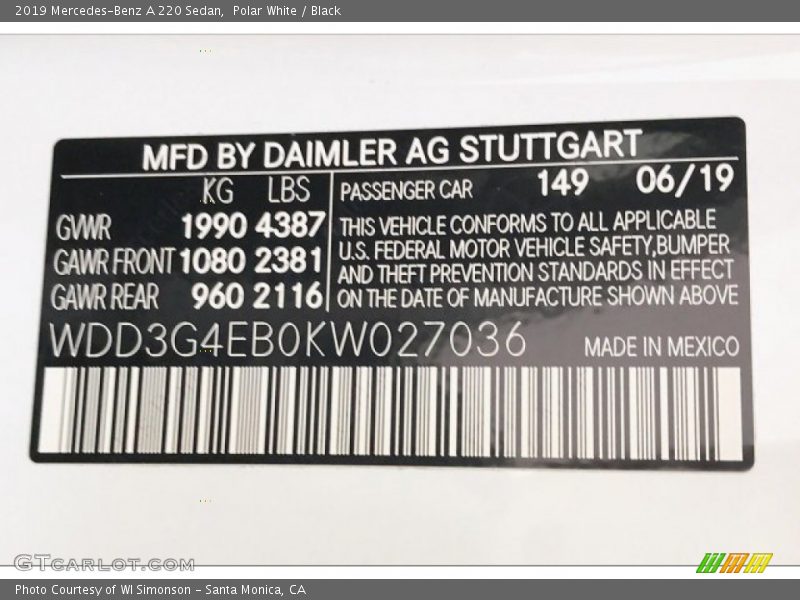 2019 Mercedes-Benz A 220 Sedan, Polar White / Black
MFD BY DAIMLER AG STUTTGART
KG LBS
GVWR 1990 4387
GAWR FRONT 1080 2381
GAWR REAR 960 2116
PASSENGER CAR 149 06/19
THIS VEHICLE CONFORMS TO ALL APPLICABLE
U.S. FEDERAL MOTOR VEHICLE SAFETY,BUMPER
AND THEFT PREVENTION STANDARDS IN EFFECT
ON THE DATE OF MANUFACTURE SHOWN ABOVE
WDD3G4EB0KW027036 MADE IN MEXICO
GTCARLOT.COM
Photo Courtesy of WI Simonson - Santa Monica, CA